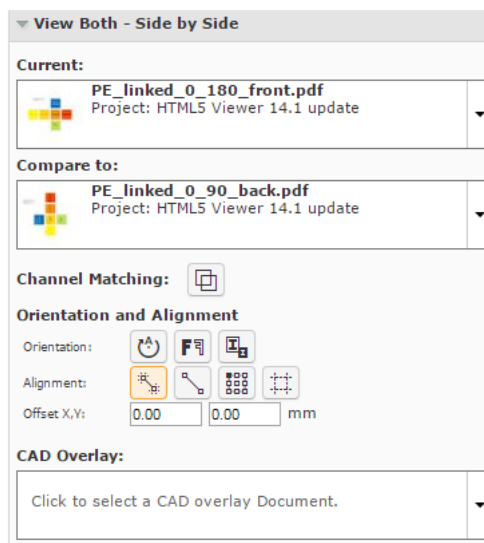 View Both - Side by Side
Current:
PE_linked_0_180_front.pdf
Project: HTML5 Viewer 14.1 update
Compare to:
PE_linked_0_90_back.pdf
Project: HTML5 Viewer 14.1 update
Channel Matching:
Orientation and Alignment
Orientation:
Alignment:
Offset X,Y: 0.00 0.00 mm
CAD Overlay:
Click to select a CAD overlay Document.